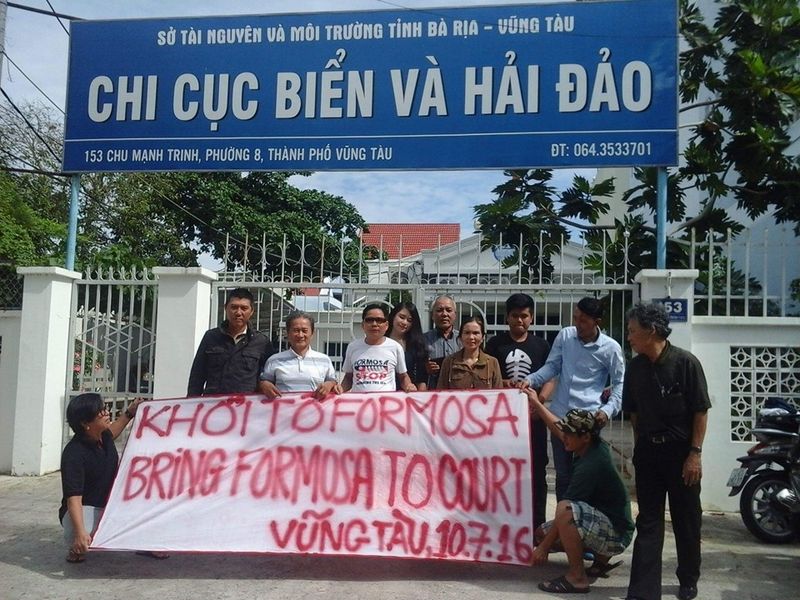 SỞ TÀI NGUYÊN VÀ MÔI TRƯỜNG TỈNH BÀ RỊA - VŨNG TÀU
CHI CỤC BIỂN VÀ HẢI ĐẢO
153 CHU MẠNH TRINH, PHƯỜNG 8, THÀNH PHỐ VŨNG TÀU ĐT: 064.3533701
53
FORMOSA
STOP
KHỞI TỐ FORMOSA
BRING FORMOSA TO COURT
VŨNG TÀU, 10.7.16